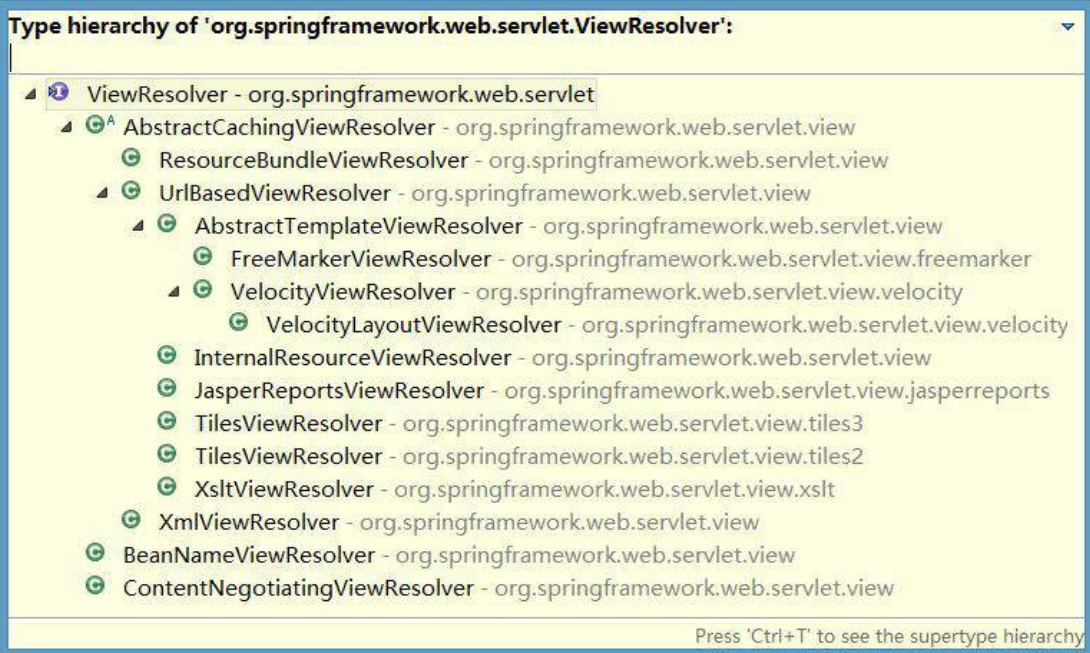 Type hierarchy of 'org.springframework.web.servlet.ViewResolver':
ViewResolver - org.springframework.web.servlet
AbstractCachingViewResolver - org.springframework.web.servlet.view
ResourceBundleViewResolver - org.springframework.web.servlet.view
UrlBasedViewResolver - org.springframework.web.servlet.view
AbstractTemplateViewResolver - org.springframework.web.servlet.view
FreeMarkerViewResolver - org.springframework.web.servlet.view.freemarker
VelocityViewResolver - org.springframework.web.servlet.view.velocity
VelocityLayoutViewResolver - org.springframework.web.servlet.view.velocity
InternalResourceViewResolver - org.springframework.web.servlet.view
JasperReportsViewResolver - org.springframework.web.servlet.view.jasperreports
TilesViewResolver - org.springframework.web.servlet.view.tiles3
TilesViewResolver - org.springframework.web.servlet.view.tiles2
XsltViewResolver - org.springframework.web.servlet.view.xslt
XmlViewResolver - org.springframework.web.servlet.view
BeanNameViewResolver - org.springframework.web.servlet.view
ContentNegotiatingViewResolver - org.springframework.web.servlet.view
Press 'Ctrl+T' to see the supertype hierarchy